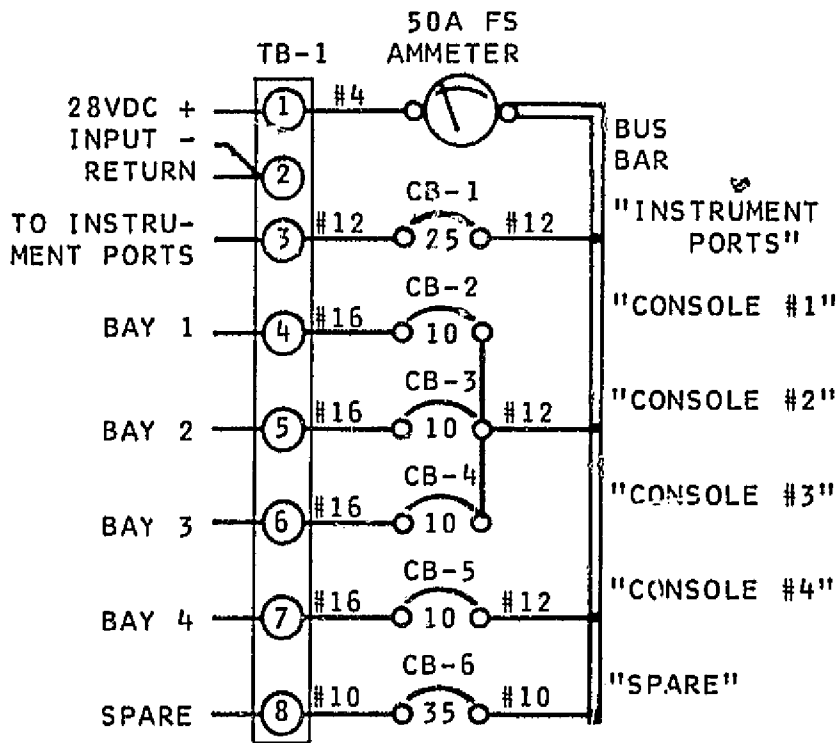 50A FS
TB-1 AMMETER
28VDC + 1 #4
INPUT -
RETURN 2
BUS
BAR
TO INSTRU-
MENT PORTS 3 #12 CB-1 25 #12 "INSTRUMENT
PORTS"
BAY 1 4 #16 CB-2 10 "CONSOLE #1"
BAY 2 5 #16 CB-3 10 #12 "CONSOLE #2"
BAY 3 6 #16 CB-4 10 "CONSOLE #3"
BAY 4 7 #16 CB-5 10 #12 "CONSOLE #4"
SPARE 8 #10 CB-6 35 #10 "SPARE"